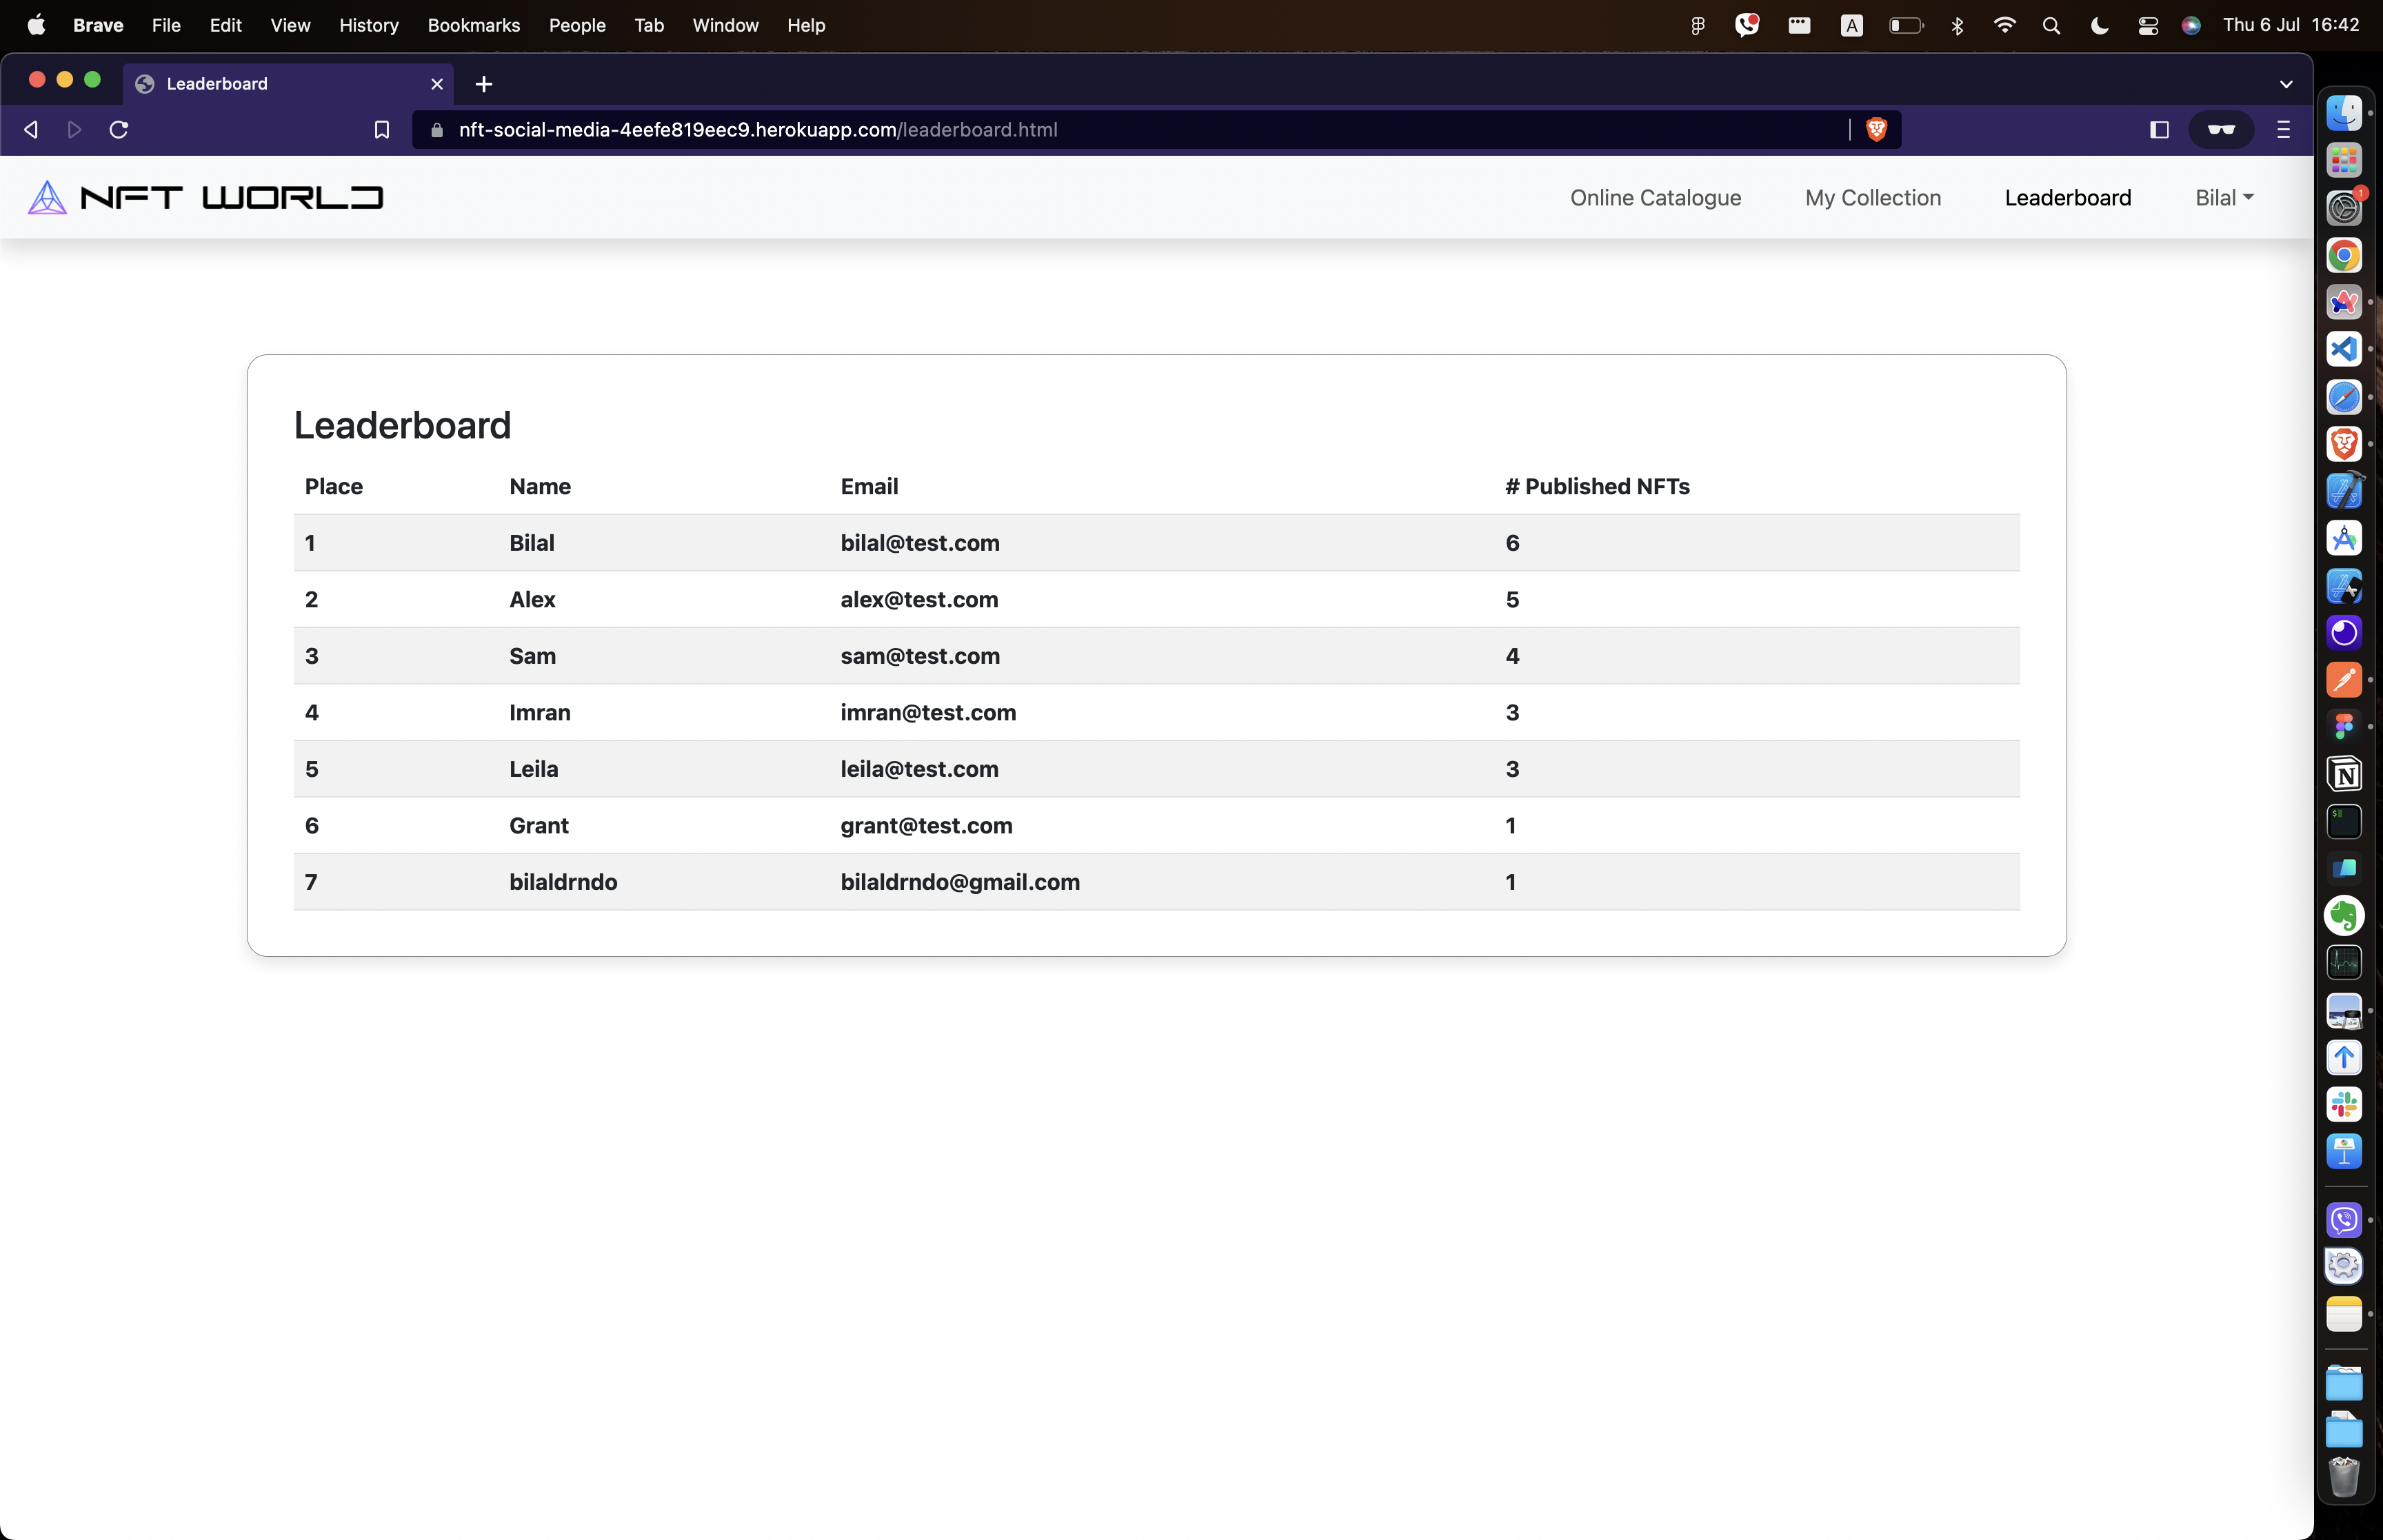 Brave File Edit View History Bookmarks People Tab Window Help A Thu 6 Jul 16:42
Leaderboard
nft-social-media-4eefe819eec9.herokuapp.com/leaderboard.html
NFT WORLD Online Catalogue My Collection Leaderboard Bilal
Leaderboard
Place Name Email # Published NFTs
1 Bilal bilal@test.com 6
2 Alex alex@test.com 5
3 Sam sam@test.com 4
4 Imran imran@test.com 3
5 Leila leila@test.com 3
6 Grant grant@test.com 1
7 bilaldrndo bilaldrndo@gmail.com 1
1
N